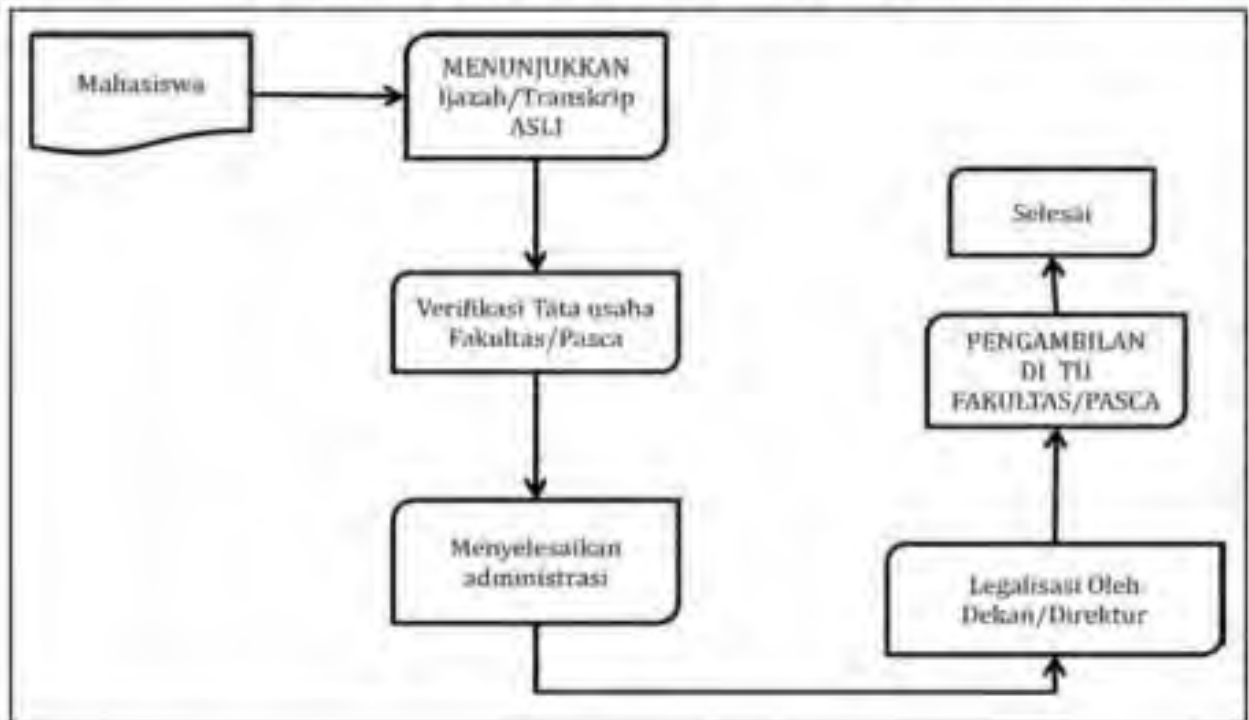 Mahasiswa
MENUNJUKKAN
Ijazah/Transkrip
ASLI
Verifikasi Tata usaha
Fakultas/Pasca
Menyelesaikan
administrasi
Legalisasi Oleh
Dekan/Direktur
PENGAMBILAN
DI TU
FAKULTAS/PASCA
Selesai